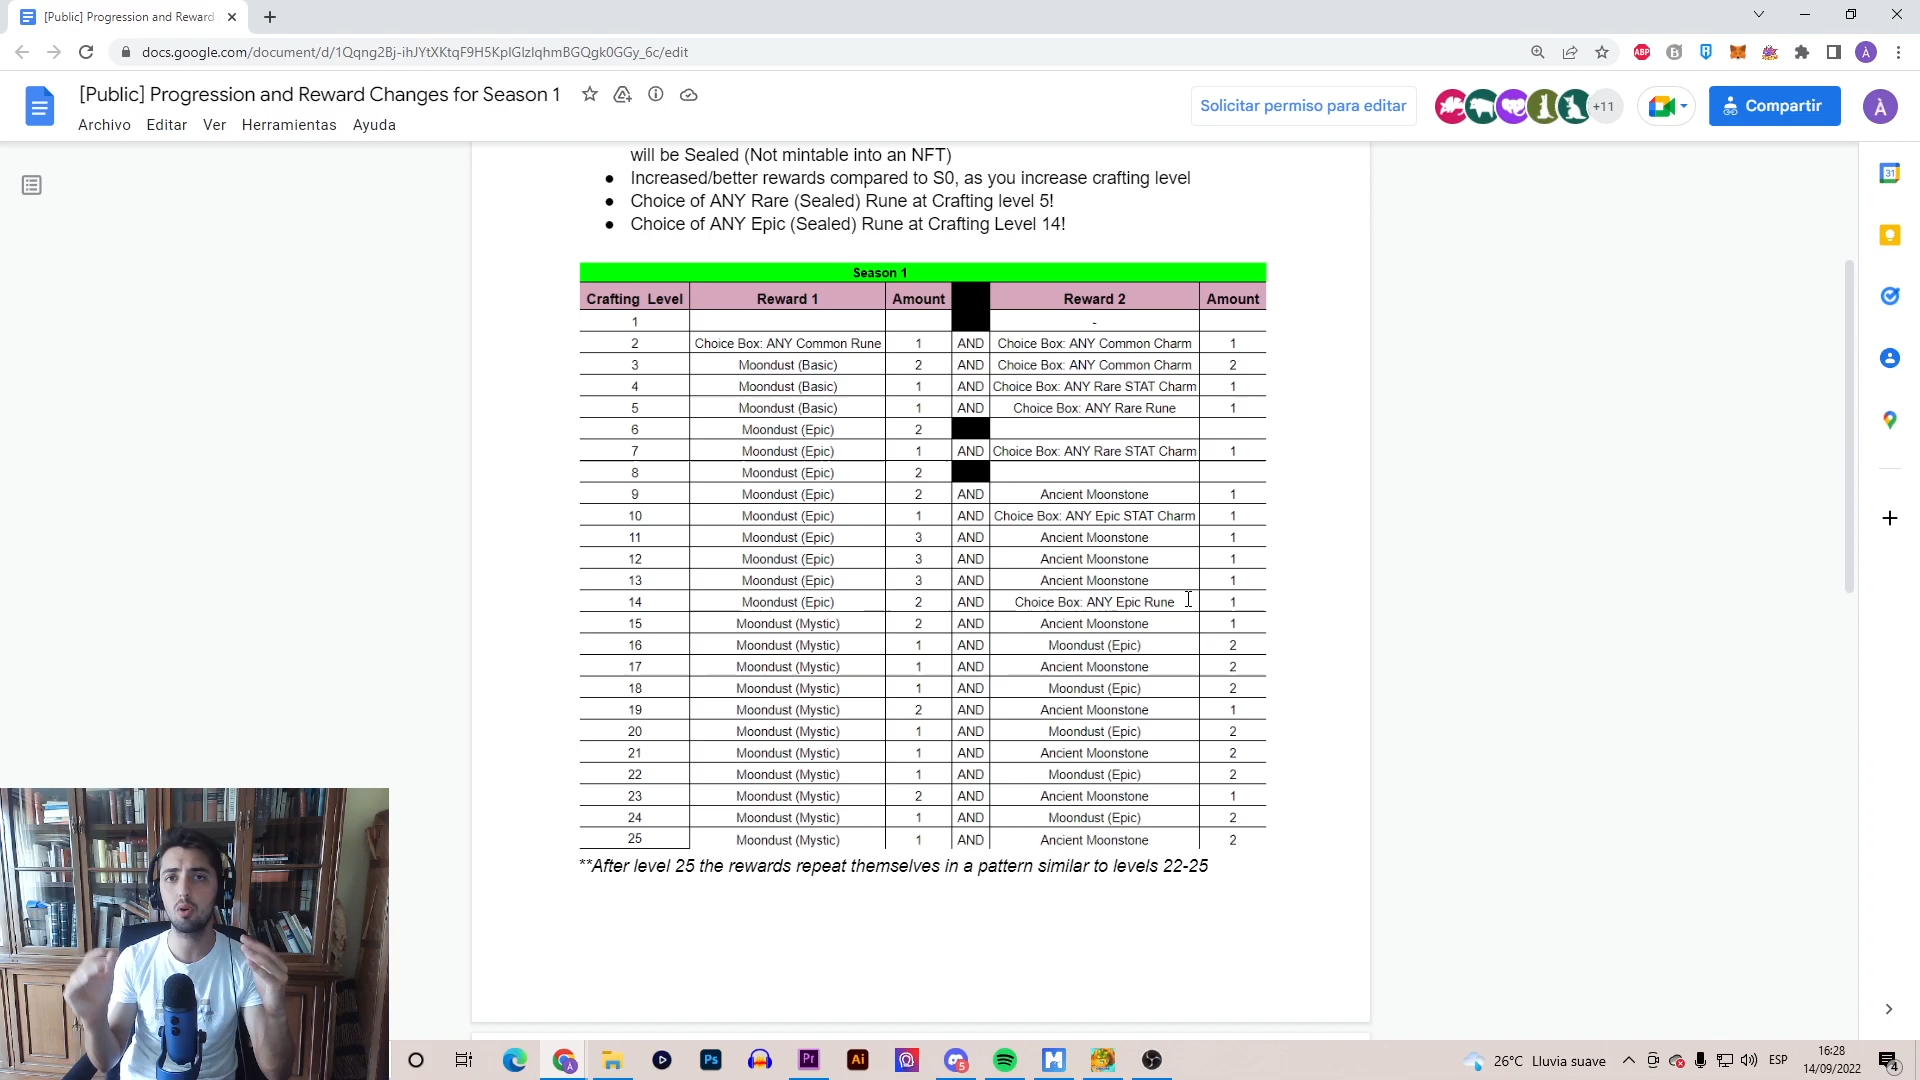 [Public] Progression and Reward
docs.google.com/document/d/1Qqng2Bj-ihJYtXKtqF9H5KplGlzlqhmBGQgk0GGy_6c/edit
[Public] Progression and Reward Changes for Season 1
Archivo Editar Ver Herramientas Ayuda
Solicitar permiso para editar
+11
Compartir
À
will be Sealed (Not mintable into an NFT)
● Increased/better rewards compared to S0, as you increase crafting level
● Choice of ANY Rare (Sealed) Rune at Crafting level 5!
● Choice of ANY Epic (Sealed) Rune at Crafting Level 14!
Season 1
Crafting Level Reward 1 Amount Reward 2 Amount
1 -
2 Choice Box: ANY Common Rune 1 AND Choice Box: ANY Common Charm 1
3 Moondust (Basic) 2 AND Choice Box: ANY Common Charm 2
4 Moondust (Basic) 1 AND Choice Box: ANY Rare STAT Charm 1
5 Moondust (Basic) 1 AND Choice Box: ANY Rare Rune 1
6 Moondust (Epic) 2
7 Moondust (Epic) 1 AND Choice Box: ANY Rare STAT Charm 1
8 Moondust (Epic) 2
9 Moondust (Epic) 2 AND Ancient Moonstone 1
10 Moondust (Epic) 1 AND Choice Box: ANY Epic STAT Charm 1
11 Moondust (Epic) 3 AND Ancient Moonstone 1
12 Moondust (Epic) 3 AND Ancient Moonstone 1
13 Moondust (Epic) 3 AND Ancient Moonstone 1
14 Moondust (Epic) 2 AND Choice Box: ANY Epic Rune 1
15 Moondust (Mystic) 2 AND Ancient Moonstone 1
16 Moondust (Mystic) 1 AND Moondust (Epic) 2
17 Moondust (Mystic) 1 AND Ancient Moonstone 2
18 Moondust (Mystic) 1 AND Moondust (Epic) 2
19 Moondust (Mystic) 2 AND Ancient Moonstone 1
20 Moondust (Mystic) 1 AND Moondust (Epic) 2
21 Moondust (Mystic) 1 AND Ancient Moonstone 2
22 Moondust (Mystic) 1 AND Moondust (Epic) 2
23 Moondust (Mystic) 2 AND Ancient Moonstone 1
24 Moondust (Mystic) 1 AND Moondust (Epic) 2
25 Moondust (Mystic) 1 AND Ancient Moonstone 2
**After level 25 the rewards repeat themselves in a pattern similar to levels 22-25
26°C Lluvia suave
ESP
16:28
14/09/2022